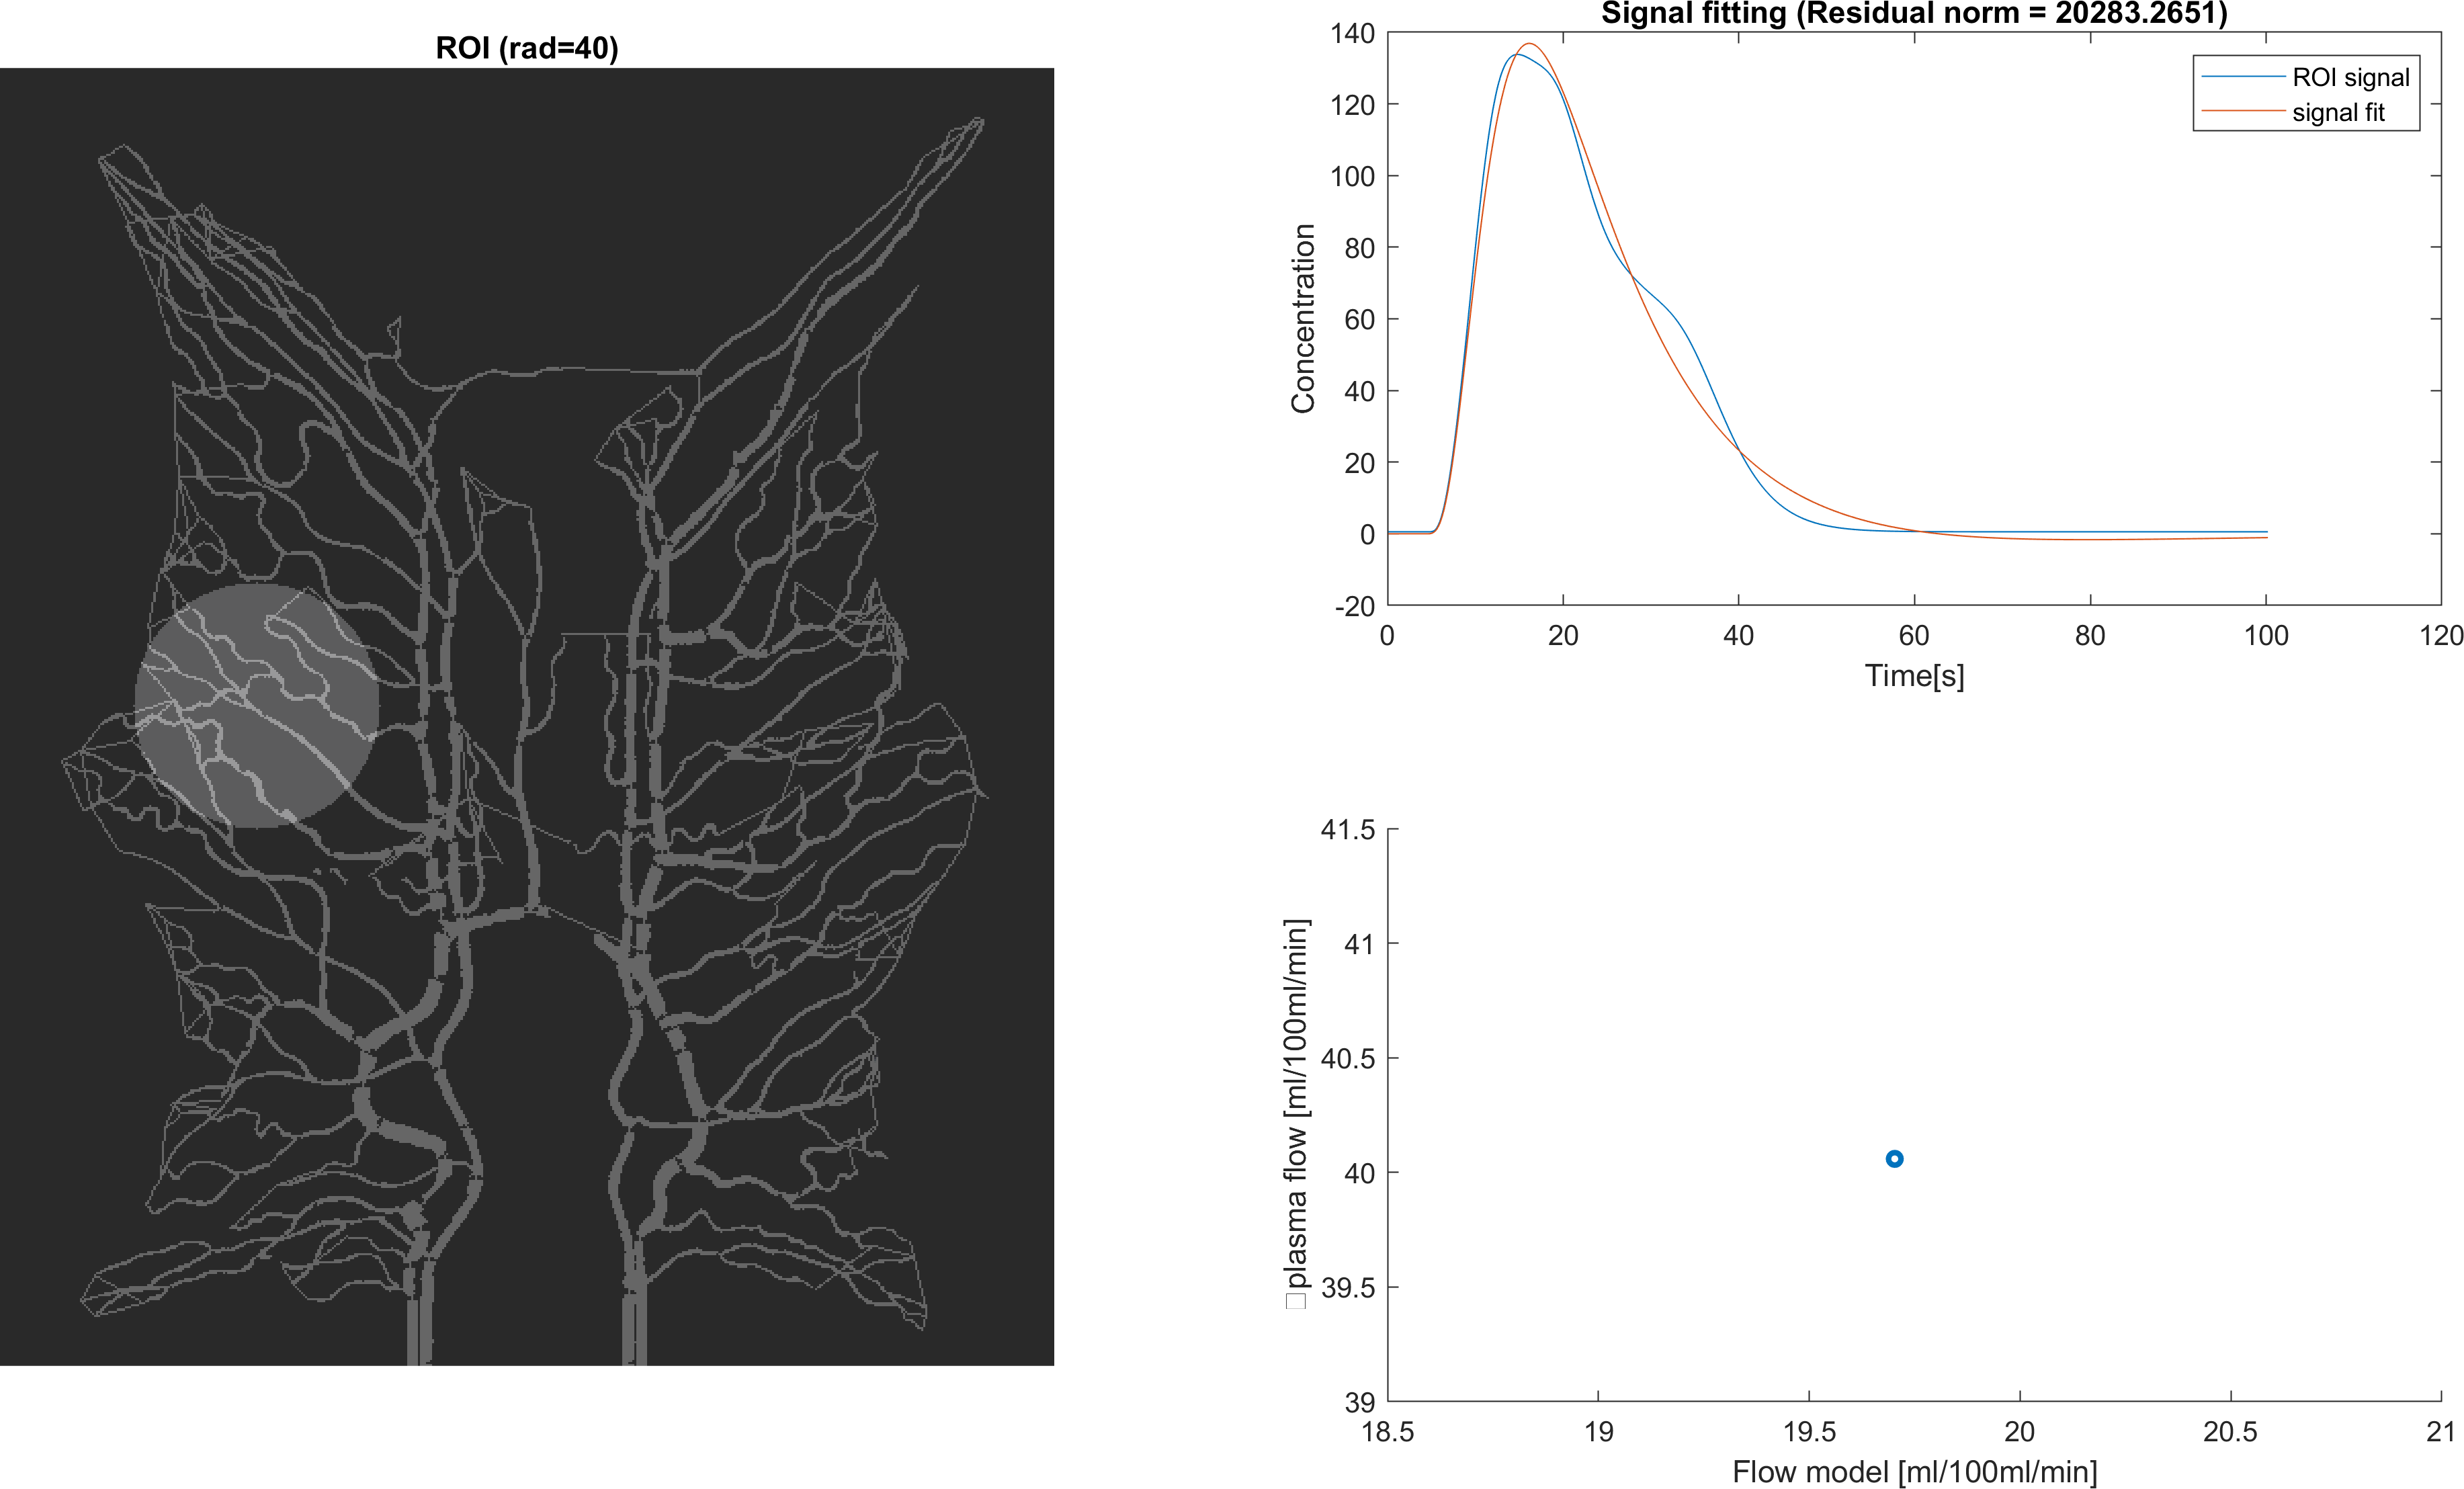 ROI (rad=40)
Signal fitting (Residual norm = 20283.2651)
140
120
100
80
60
40
20
0
-20
Concentration
ROI signal
signal fit
0 20 40 60 80 100 120
Time[s]
41.5
41
40.5
40
39.5
39
□ plasma flow [ml/100ml/min]
18.5 19 19.5 20 20.5 21
Flow model [ml/100ml/min]